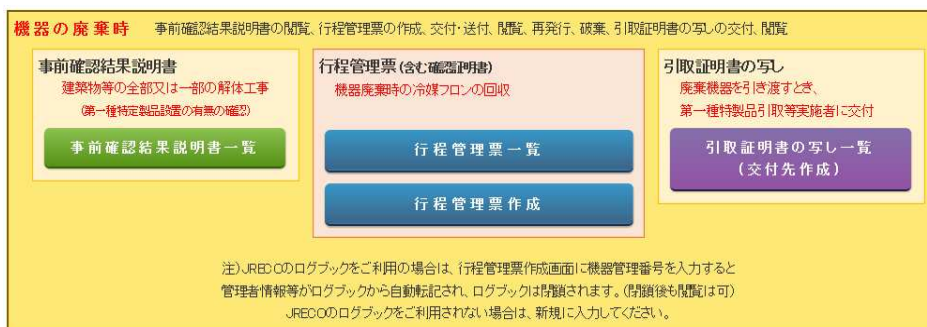 機器の廃棄時 事前確認結果説明書の閲覧、行程管理票の作成、交付・送付、閲覧、再発行、破棄、引取証明書の写しの交付、閲覧
事前確認結果説明書
建築物等の全部又は一部の解体工事
(第一種特定製品設置の有無の確認)
事前確認結果説明書一覧
行程管理票(含む確認証明書)
機器廃棄時の冷媒フロンの回収
行程管理票一覧
行程管理票作成
引取証明書の写し
廃棄機器を引き渡すとき、
第一種特製品引取等実施者に交付
引取証明書の写し一覧
(交付先作成)
注)JRECOのログブックをご利用の場合は、行程管理票作成画面に機器管理番号を入力すると
管理者情報等がログブックから自動転記され、ログブックは閉鎖されます。(閉鎖後も閲覧は可)
JRECOのログブックをご利用されない場合は、新規に入力してください。